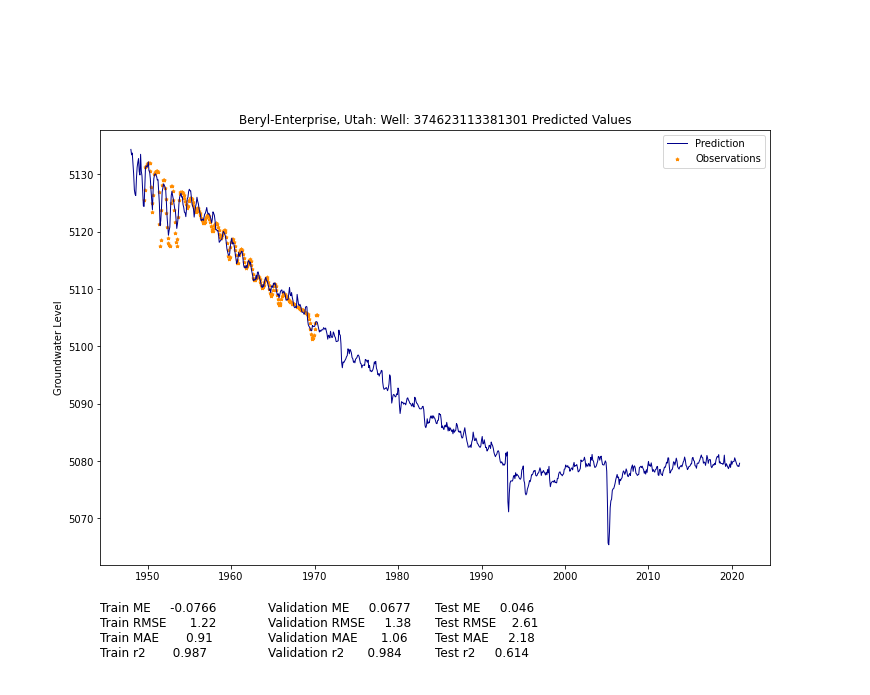 Beryl-Enterprise, Utah: Well: 374623113381301 Predicted Values
Prediction
Observations
Groundwater Level
5130
5120
5110
5100
5090
5080
5070
1950 1960 1970 1980 1990 2000 2010 2020
Train ME -0.0766 Validation ME 0.0677 Test ME 0.046
Train RMSE 1.22 Validation RMSE 1.38 Test RMSE 2.61
Train MAE 0.91 Validation MAE 1.06 Test MAE 2.18
Train r2 0.987 Validation r2 0.984 Test r2 0.614